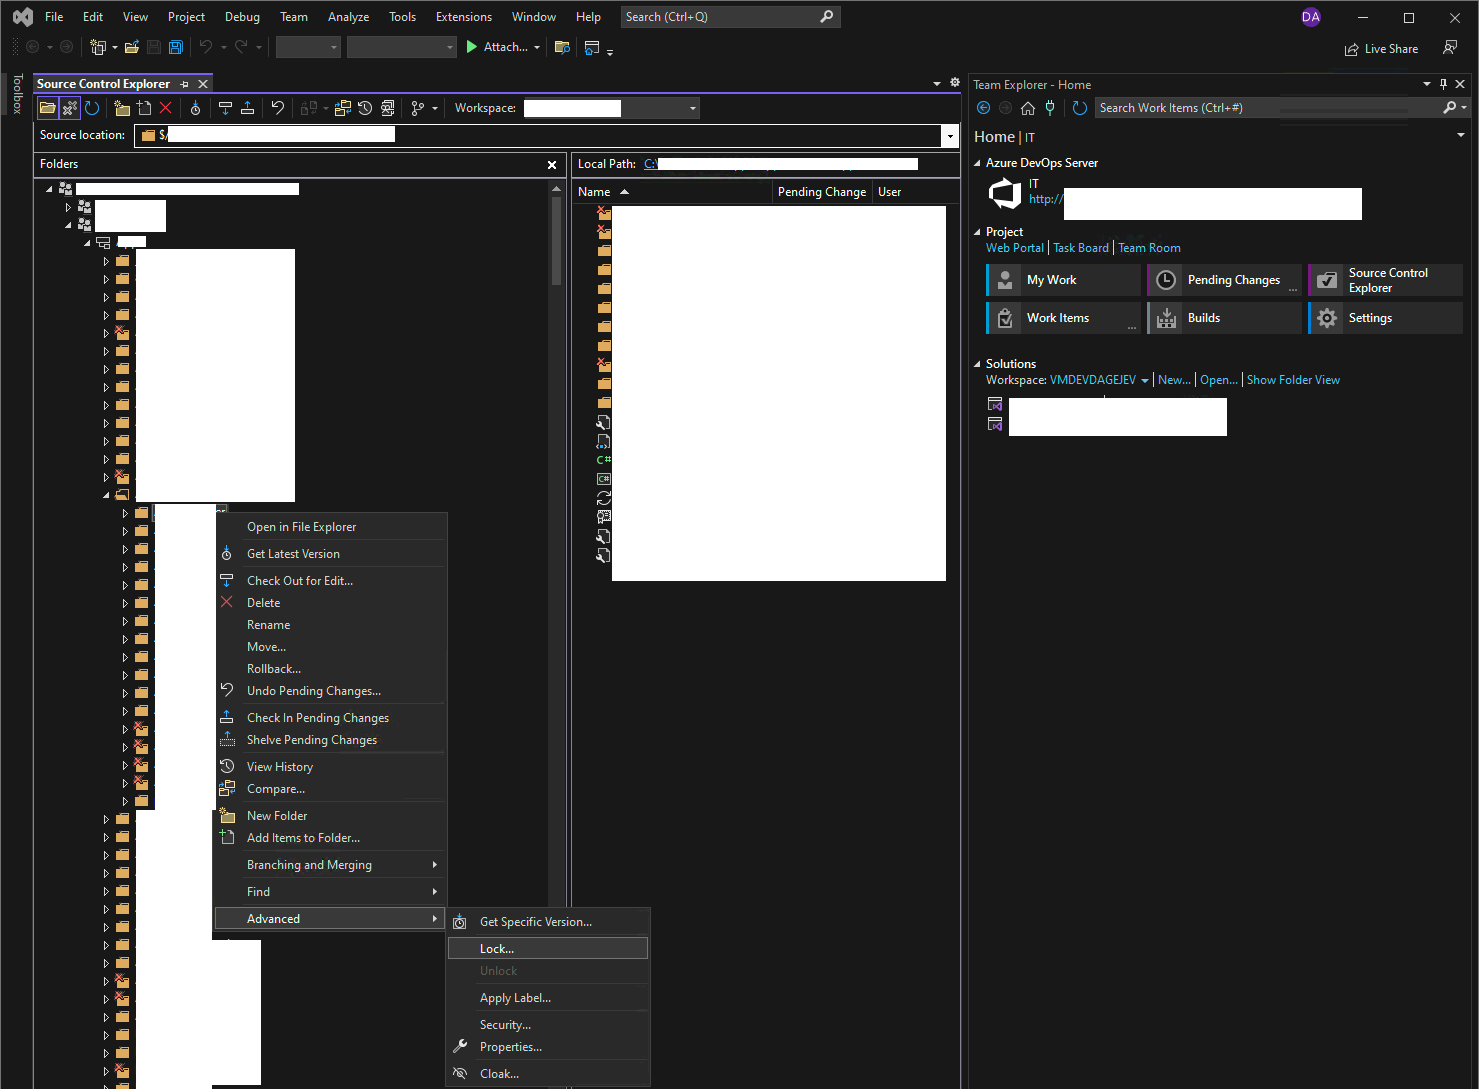 File Edit View Project Debug Team Analyze Tools Extensions Window Help Search (Ctrl+Q) DA
Attach... Live Share
Toolbox
Source Control Explorer
Workspace:
Source location: $/
Folders
Local Path: C:\
Name Pending Change User
Open in File Explorer
Get Latest Version
Check Out for Edit...
Delete
Rename
Move...
Rollback...
Undo Pending Changes...
Check In Pending Changes
Shelve Pending Changes
View History
Compare...
New Folder
Add Items to Folder...
Branching and Merging
Find
Advanced
Get Specific Version...
Lock...
Unlock
Apply Label...
Security...
Properties...
Cloak...
Team Explorer - Home
Search Work Items (Ctrl+#)
Home | IT
Azure DevOps Server
IT
http://
Project
Web Portal | Task Board | Team Room
My Work
Pending Changes ...
Source Control Explorer
Work Items ...
Builds
Settings
Solutions
Workspace: VMDEVDAGEJEV | New... | Open... | Show Folder View